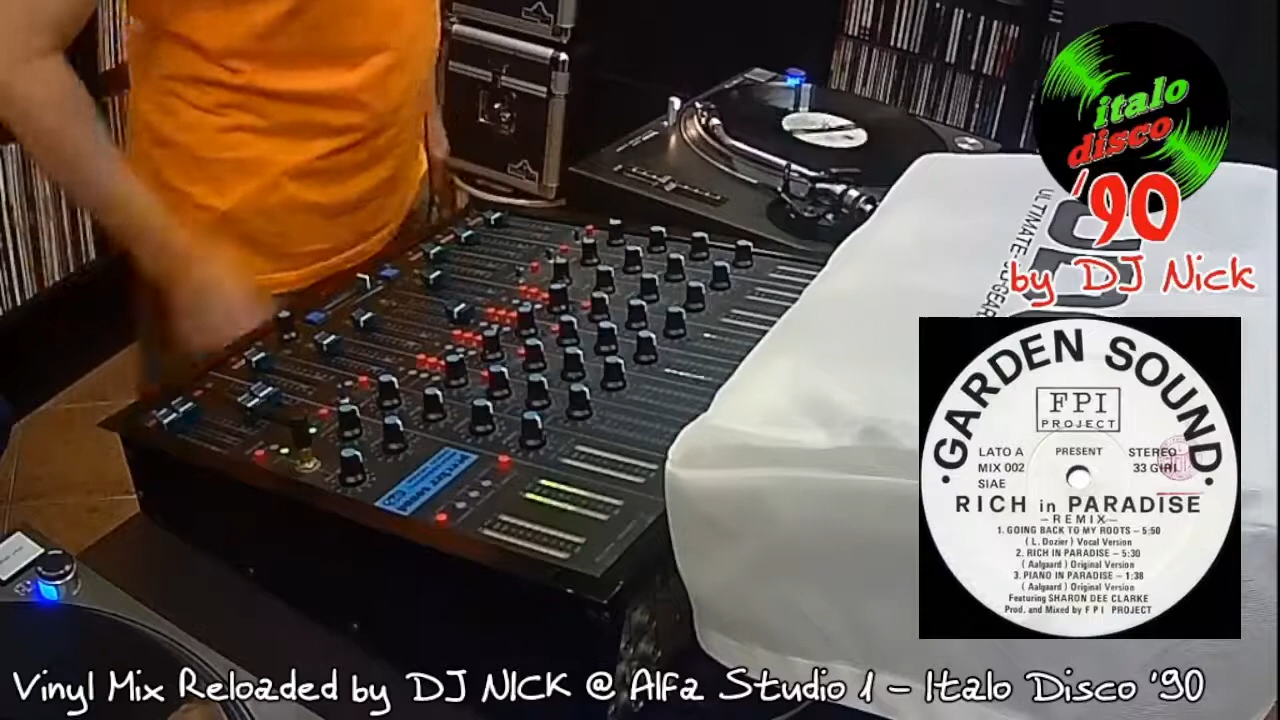 italo
disco
'90
by DJ Nick
ULTIMATE
GEAR
GARDEN SOUND
FPI
PROJECT
LATO A
MIX 002
SIAE
PRESENT
STEREO
33 GIRI
RICH in PARADISE
—REMIX—
1. GOING BACK TO MY ROOTS – 5:50
( L. Dozier ) Vocal Version
2. RICH IN PARADISE – 5:30
( Aalgaard ) Original Version
3. PIANO IN PARADISE – 1:38
( Aalgaard ) Original Version
Featuring SHARON DEE CLARKE
Prod. and Mixed by F P I PROJECT
Vinyl Mix Reloaded by DJ NICK @ Alfa Studio 1 – Italo Disco '90